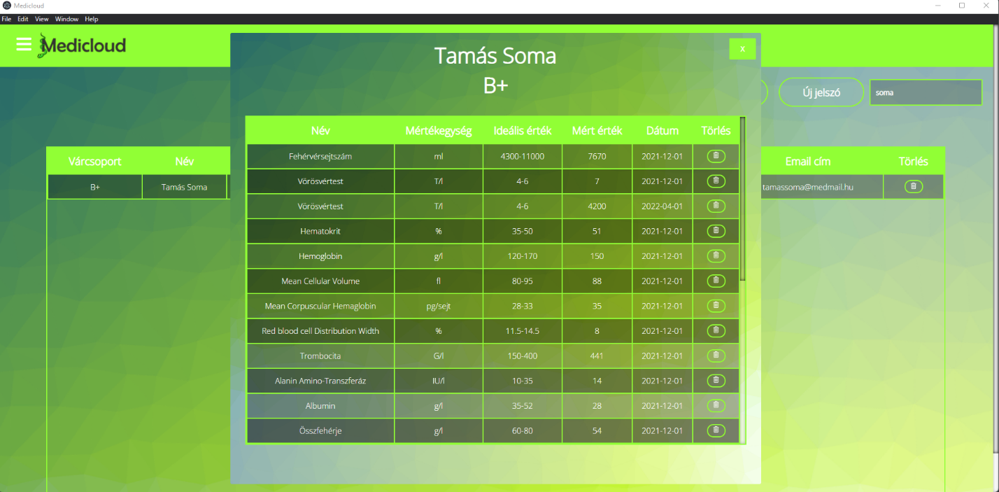 Medicloud
File Edit View Window Help
Medicloud
Tamás Soma
x
B+
Új jelszó
soma
Várcsoport Név
Email cím Törlés
B+ Tamás Soma
tamassoma@medmail.hu
Név Mértékegység Ideális érték Mért érték Dátum Törlés
Fehérvérsejtszám ml 4300-11000 7670 2021-12-01
Vörösvértest T/l 4-6 7 2021-12-01
Vörösvértest T/l 4-6 4200 2022-04-01
Hematokrit % 35-50 51 2021-12-01
Hemoglobin g/l 120-170 150 2021-12-01
Mean Cellular Volume fl 80-95 88 2021-12-01
Mean Corpuscular Hemaglobin pg/sejt 28-33 35 2021-12-01
Red blood cell Distribution Width % 11.5-14.5 8 2021-12-01
Trombocita G/l 150-400 441 2021-12-01
Alanin Amino-Transzferáz IU/l 10-35 14 2021-12-01
Albumin g/l 35-52 28 2021-12-01
Összfehérje g/l 60-80 54 2021-12-01